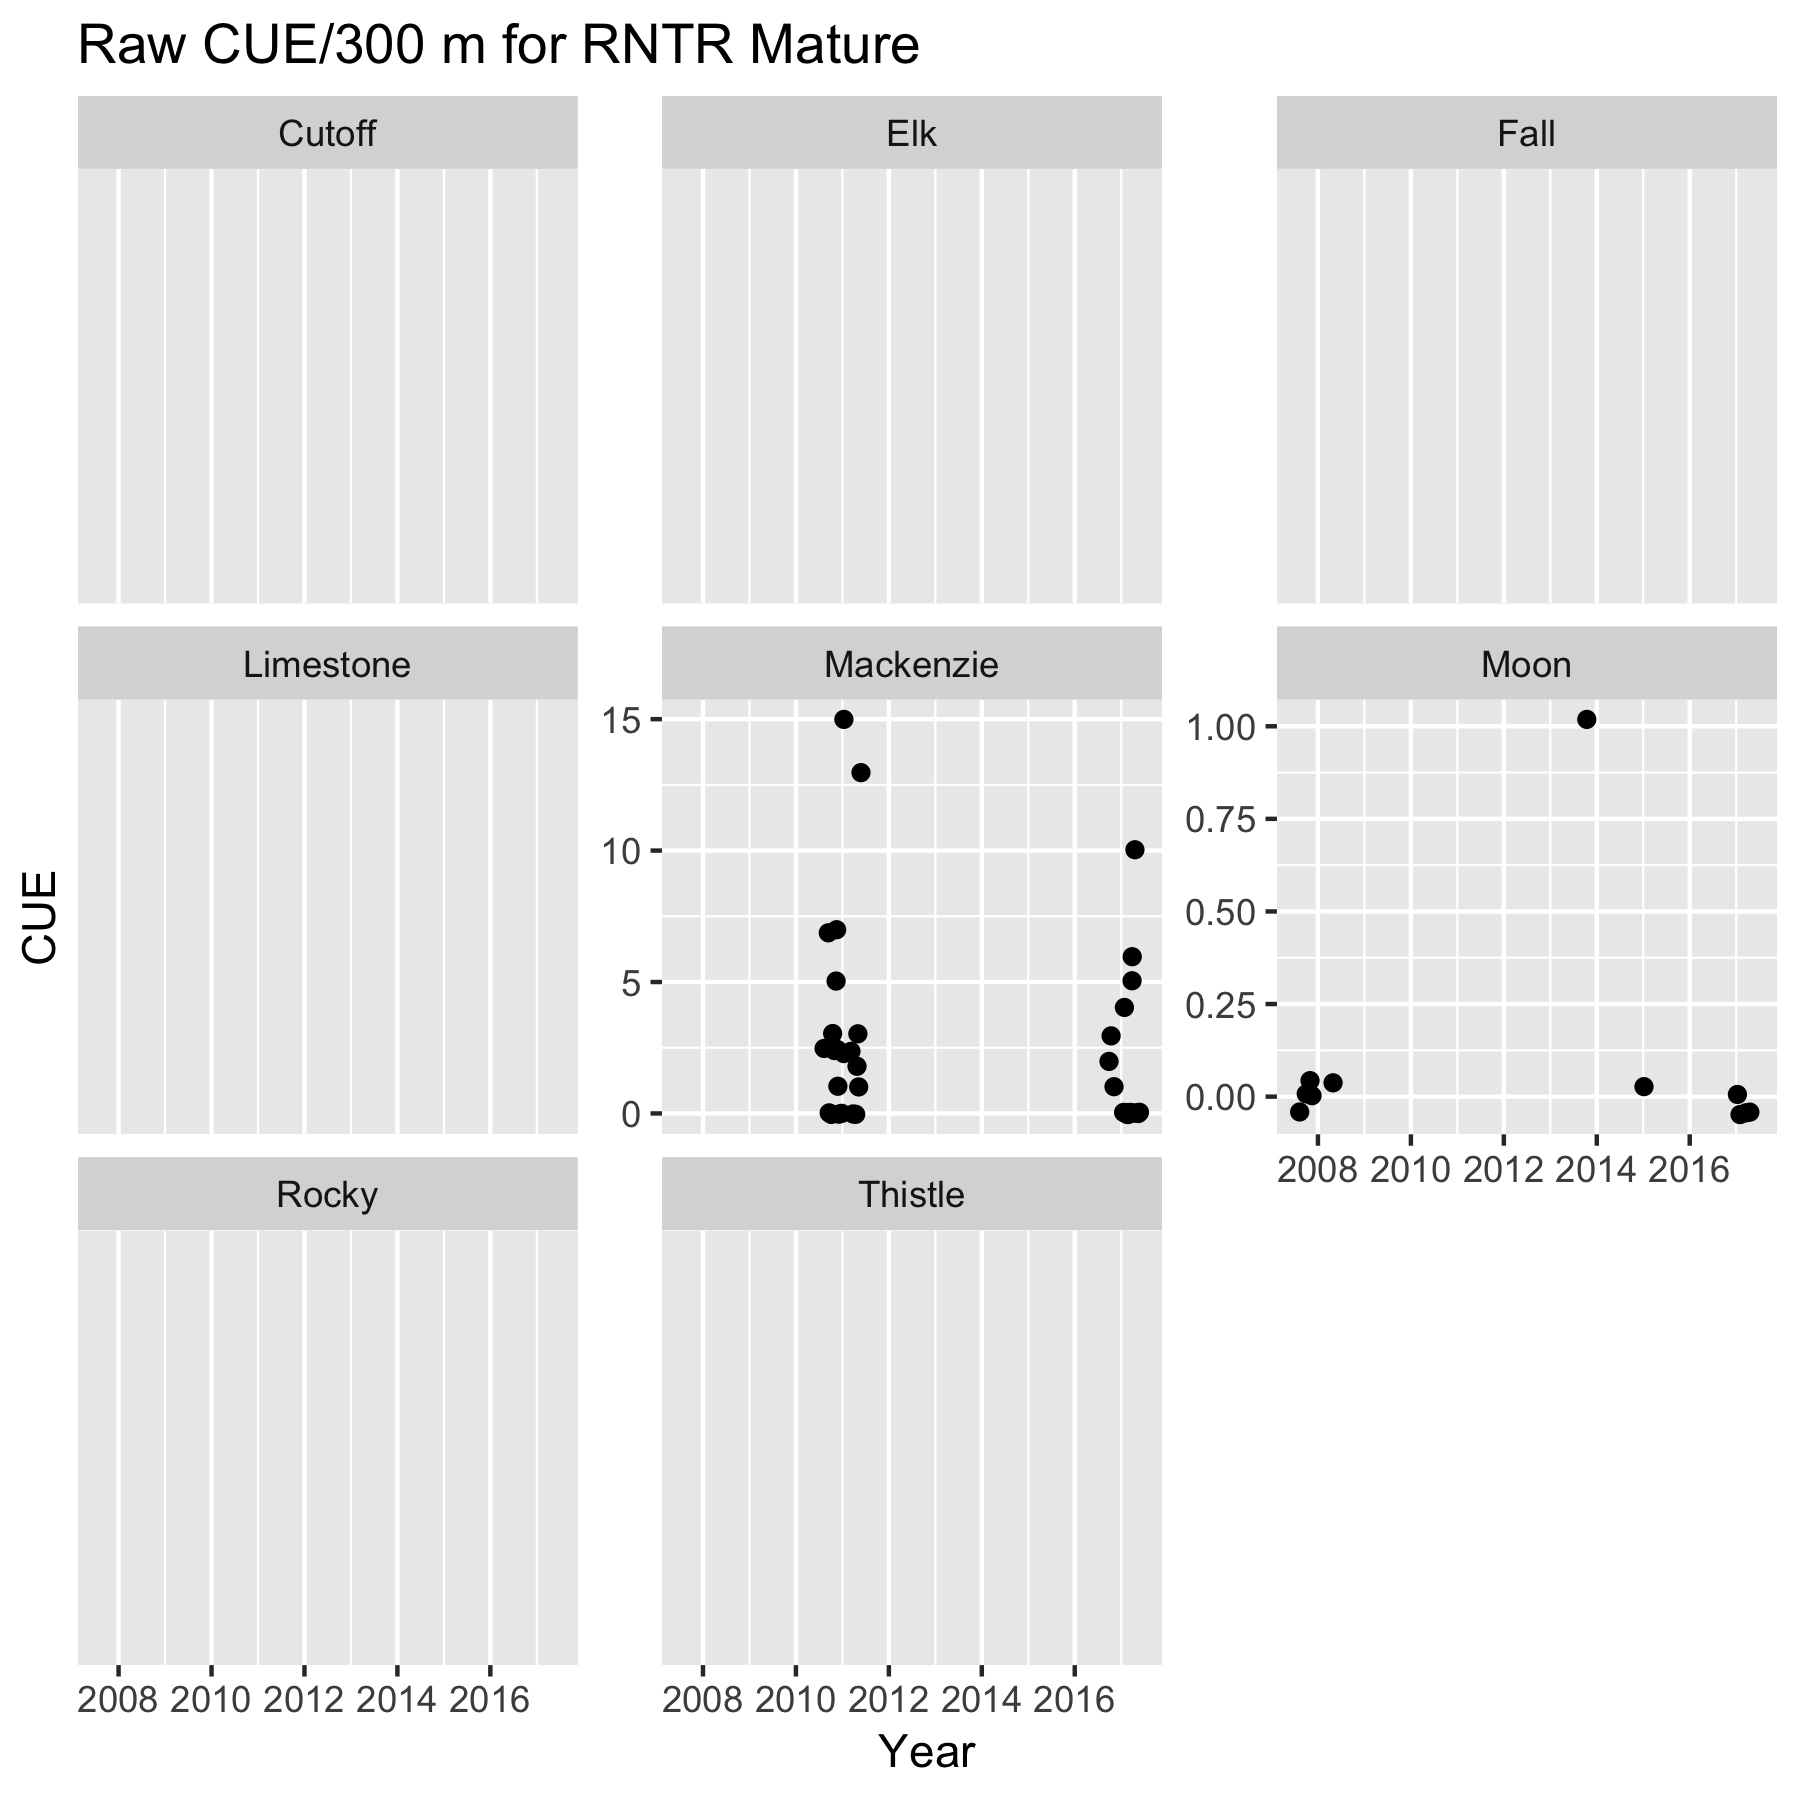 Raw CUE/300 m for RNTR Mature
Cutoff
Elk
Fall
Limestone
Mackenzie
Moon
15
10
5
0
1.00
0.75
0.50
0.25
0.00
2008 2010 2012 2014 2016
CUE
Rocky
Thistle
2008 2010 2012 2014 2016
2008 2010 2012 2014 2016
Year